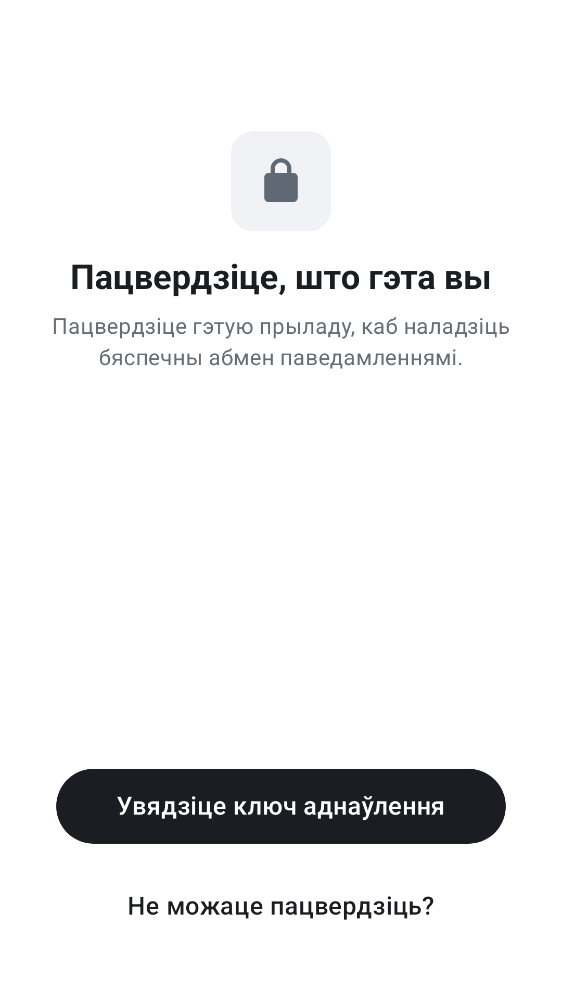 Пацвердзіце, што гэта вы
Пацвердзіце гэтую прыладу, каб наладзіць
бяспечны абмен паведамленнямі.
Увядзіце ключ аднаўлення
Не можаце пацвердзіць?